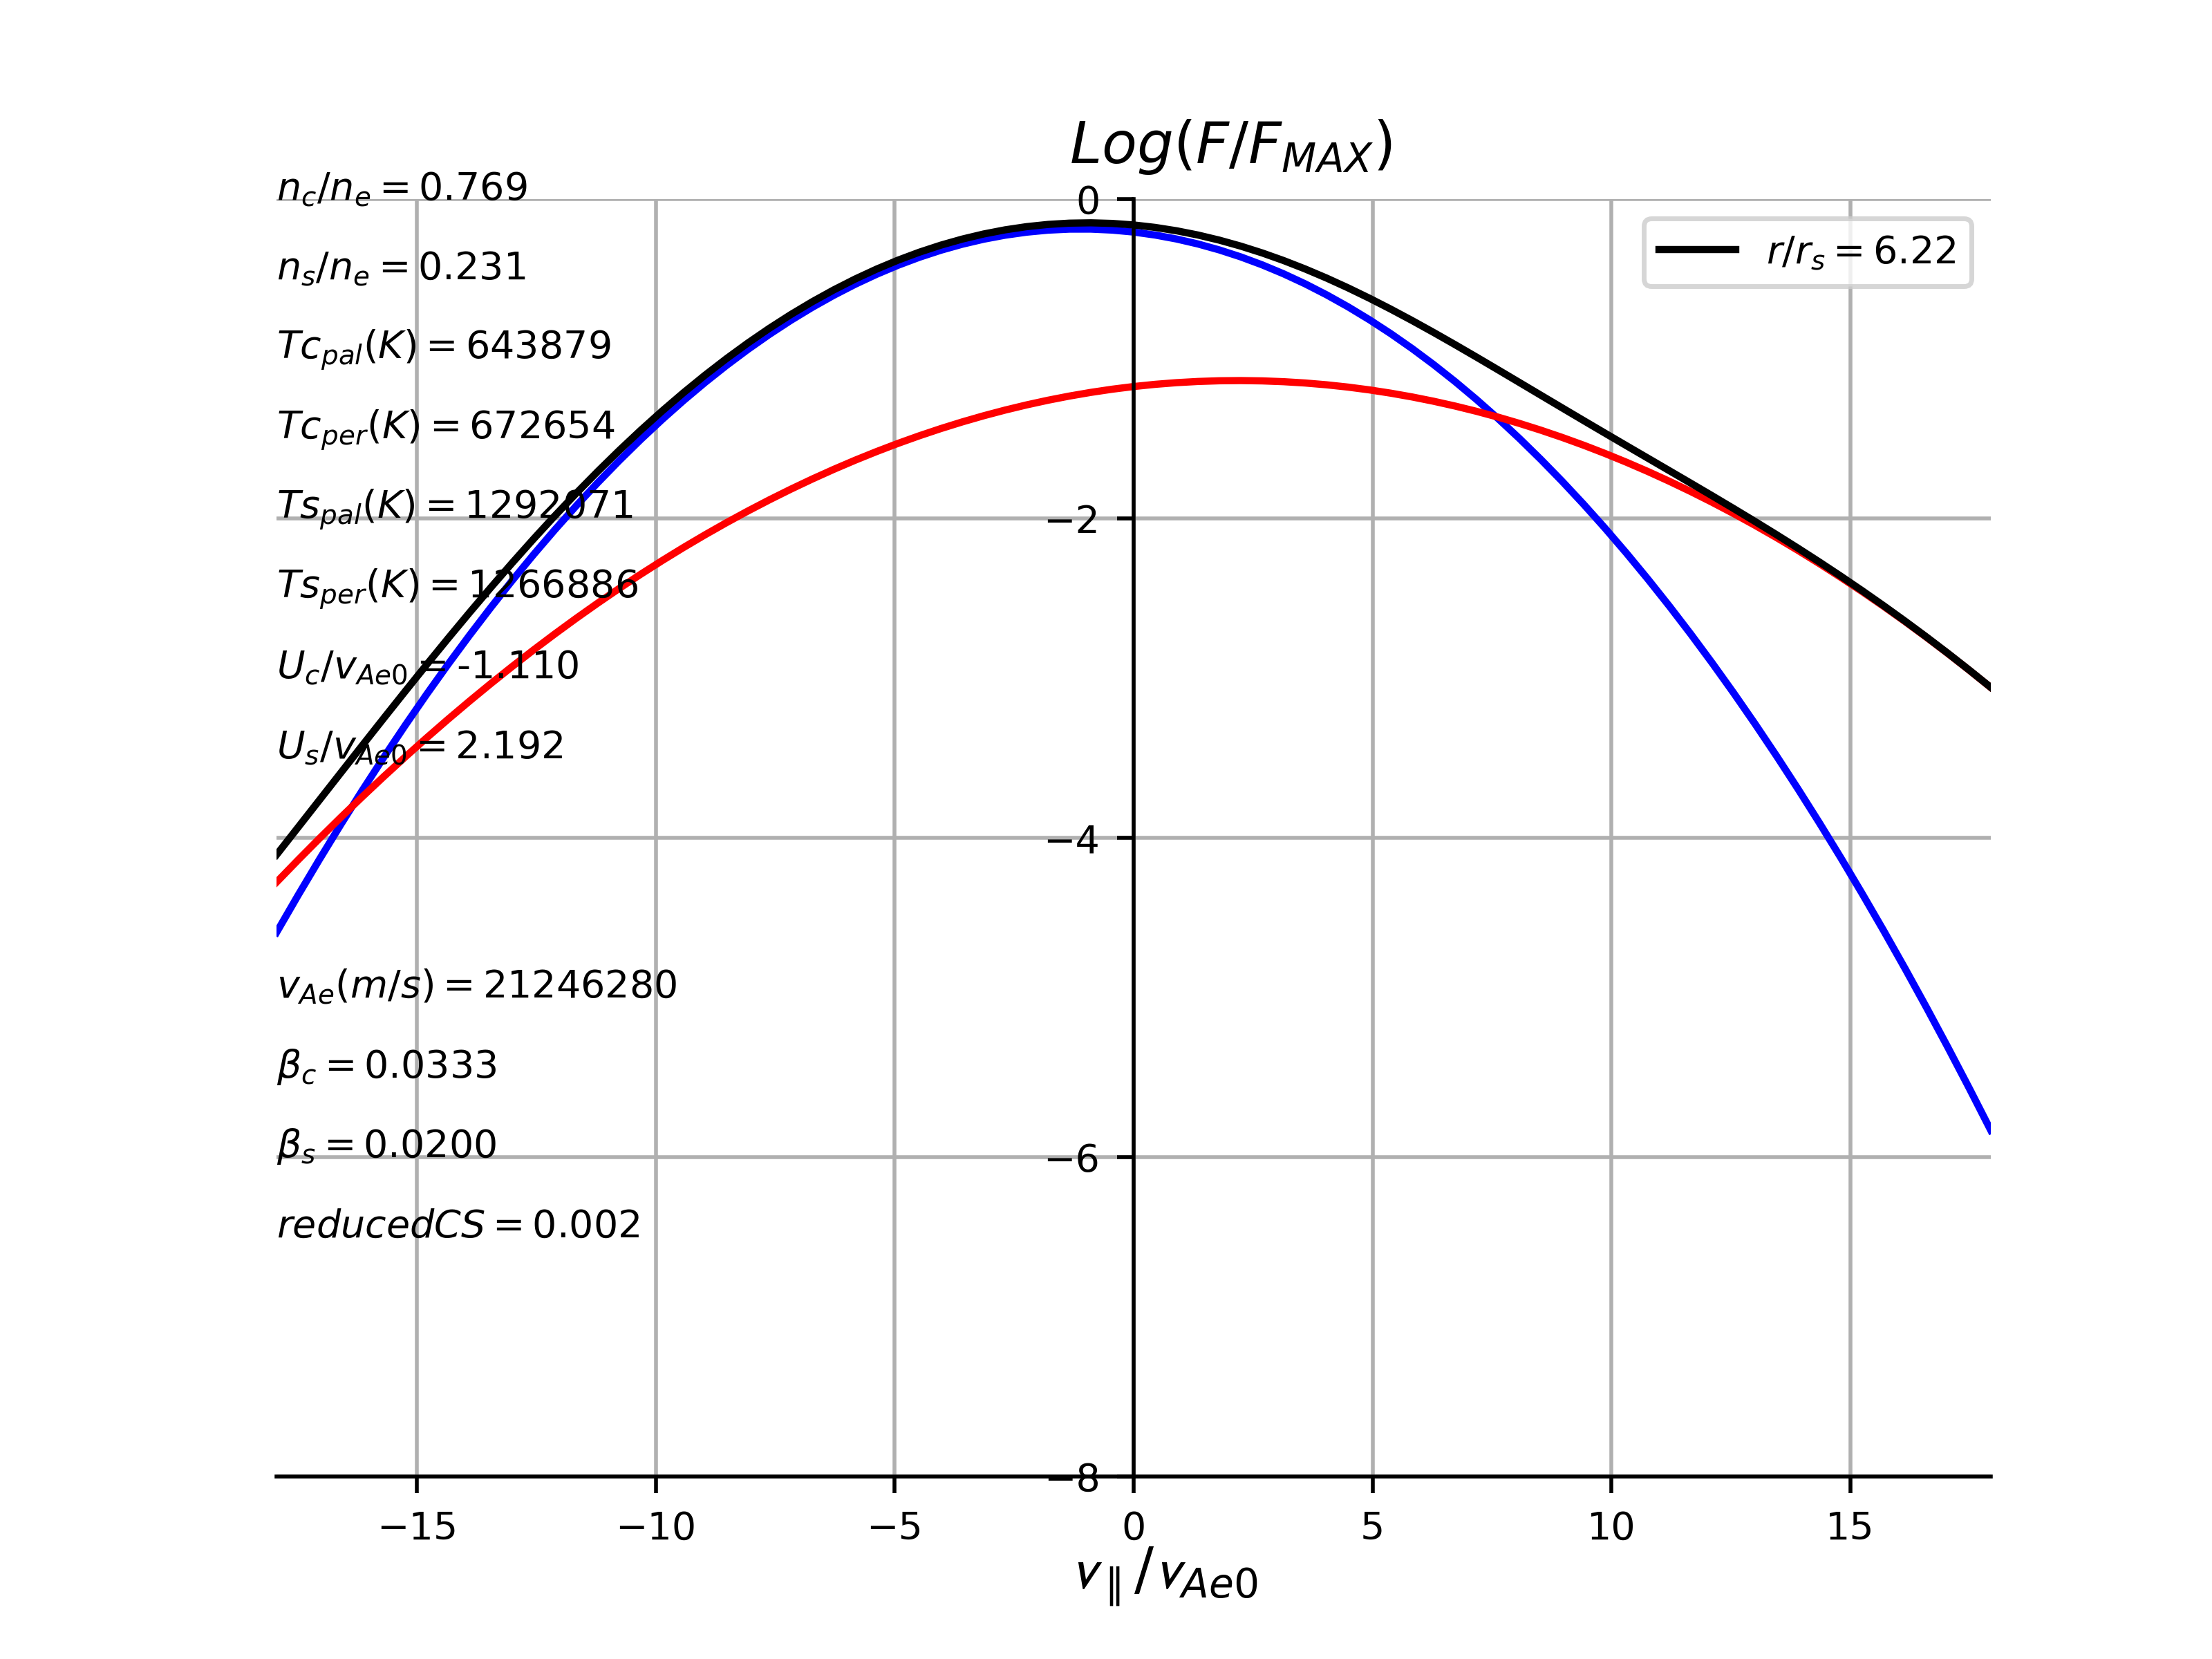 Log(F/F_MAX)
n_c/n_e = 0.769
n_s/n_e = 0.231
Tc_pal(K) = 643879
Tc_per(K) = 672654
Ts_pal(K) = 1292071
Ts_per(K) = 1266886
U_c/v_Ae0 = -1.110
U_s/v_Ae0 = 2.192
v_Ae(m/s) = 21246280
β_c = 0.0333
β_s = 0.0200
reducedCS = 0.002
r/r_s = 6.22
0
−2
−4
−6
−8
−15 −10 −5 0 5 10 15
v_∥/v_Ae0